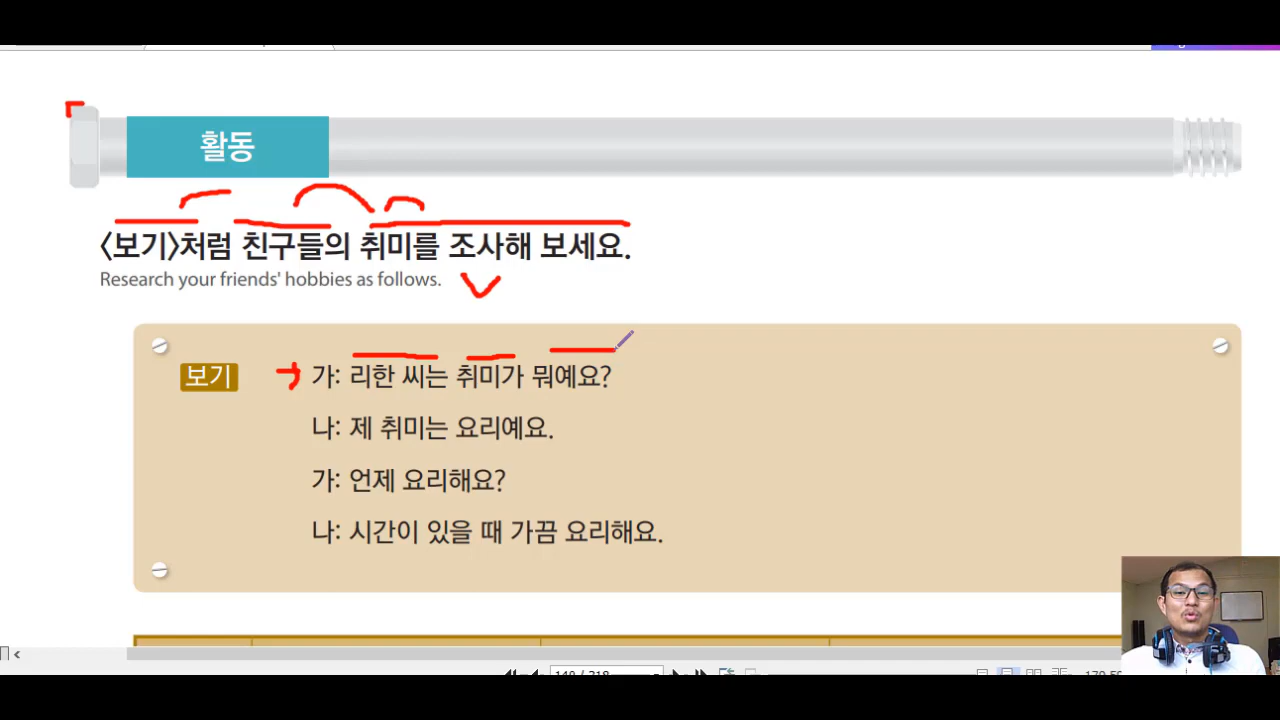 활동
<보기>처럼 친구들의 취미를 조사해 보세요.
Research your friends' hobbies as follows.
보기
가: 리한 씨는 취미가 뭐예요?
나: 제 취미는 요리예요.
가: 언제 요리해요?
나: 시간이 있을 때 가끔 요리해요.